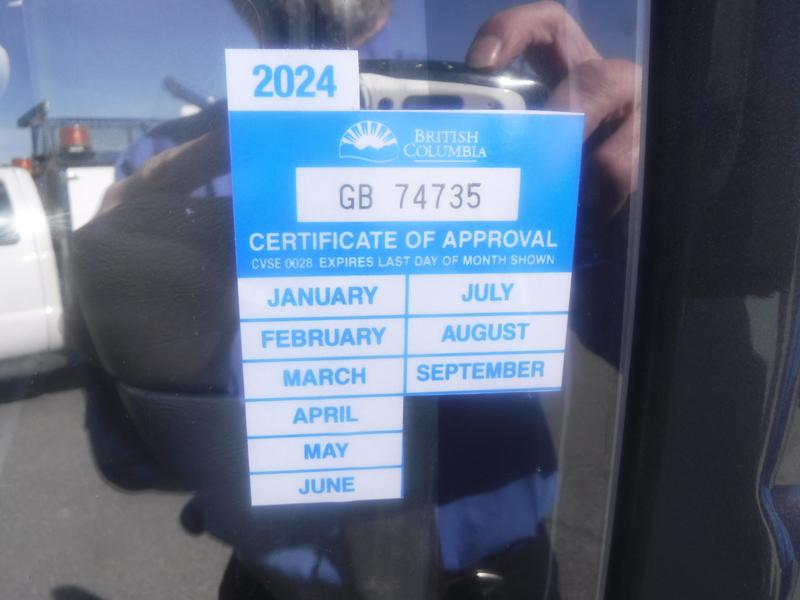 2024
BRITISH
COLUMBIA
GB 74735
CERTIFICATE OF APPROVAL
CVSE 0028 EXPIRES LAST DAY OF MONTH SHOWN
JANUARY
FEBRUARY
MARCH
APRIL
MAY
JUNE
JULY
AUGUST
SEPTEMBER